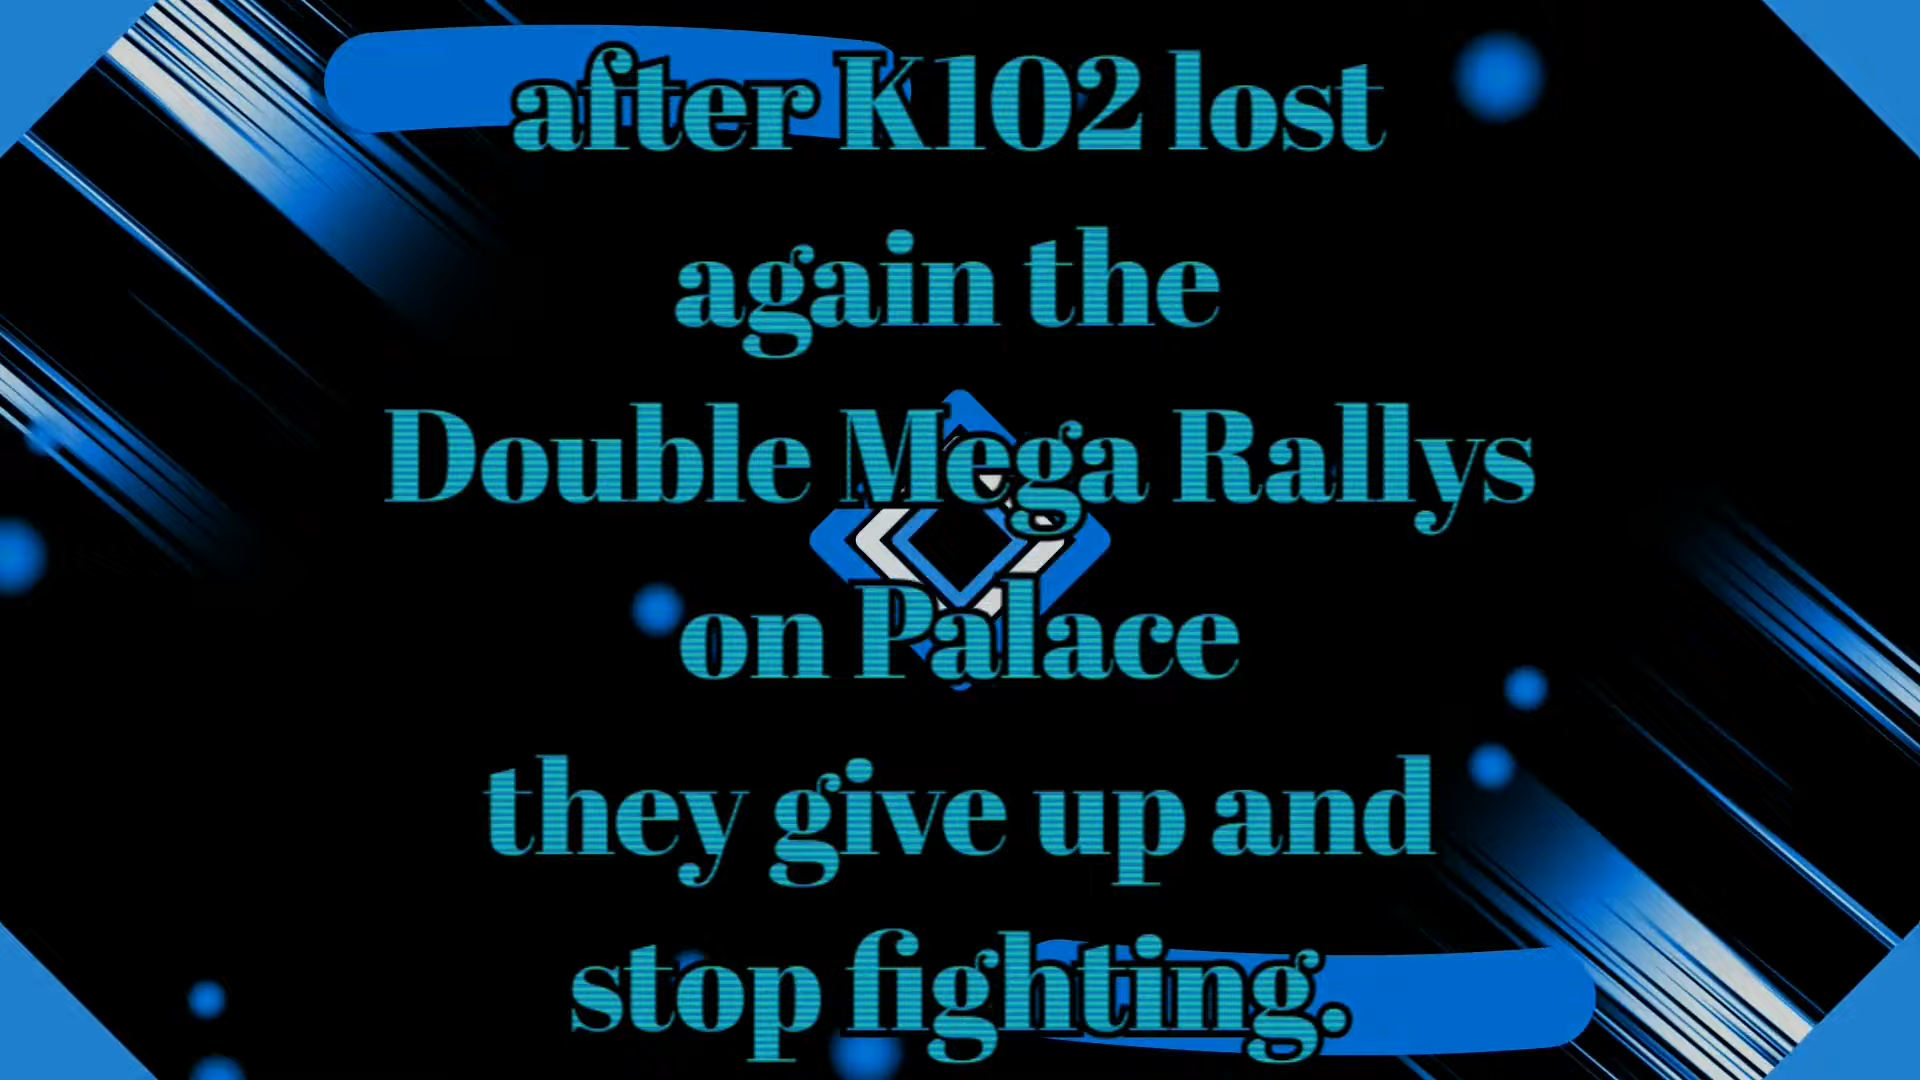 after K102 lost
again the
Double Mega Rallys
on Palace
they give up and
stop fighting.